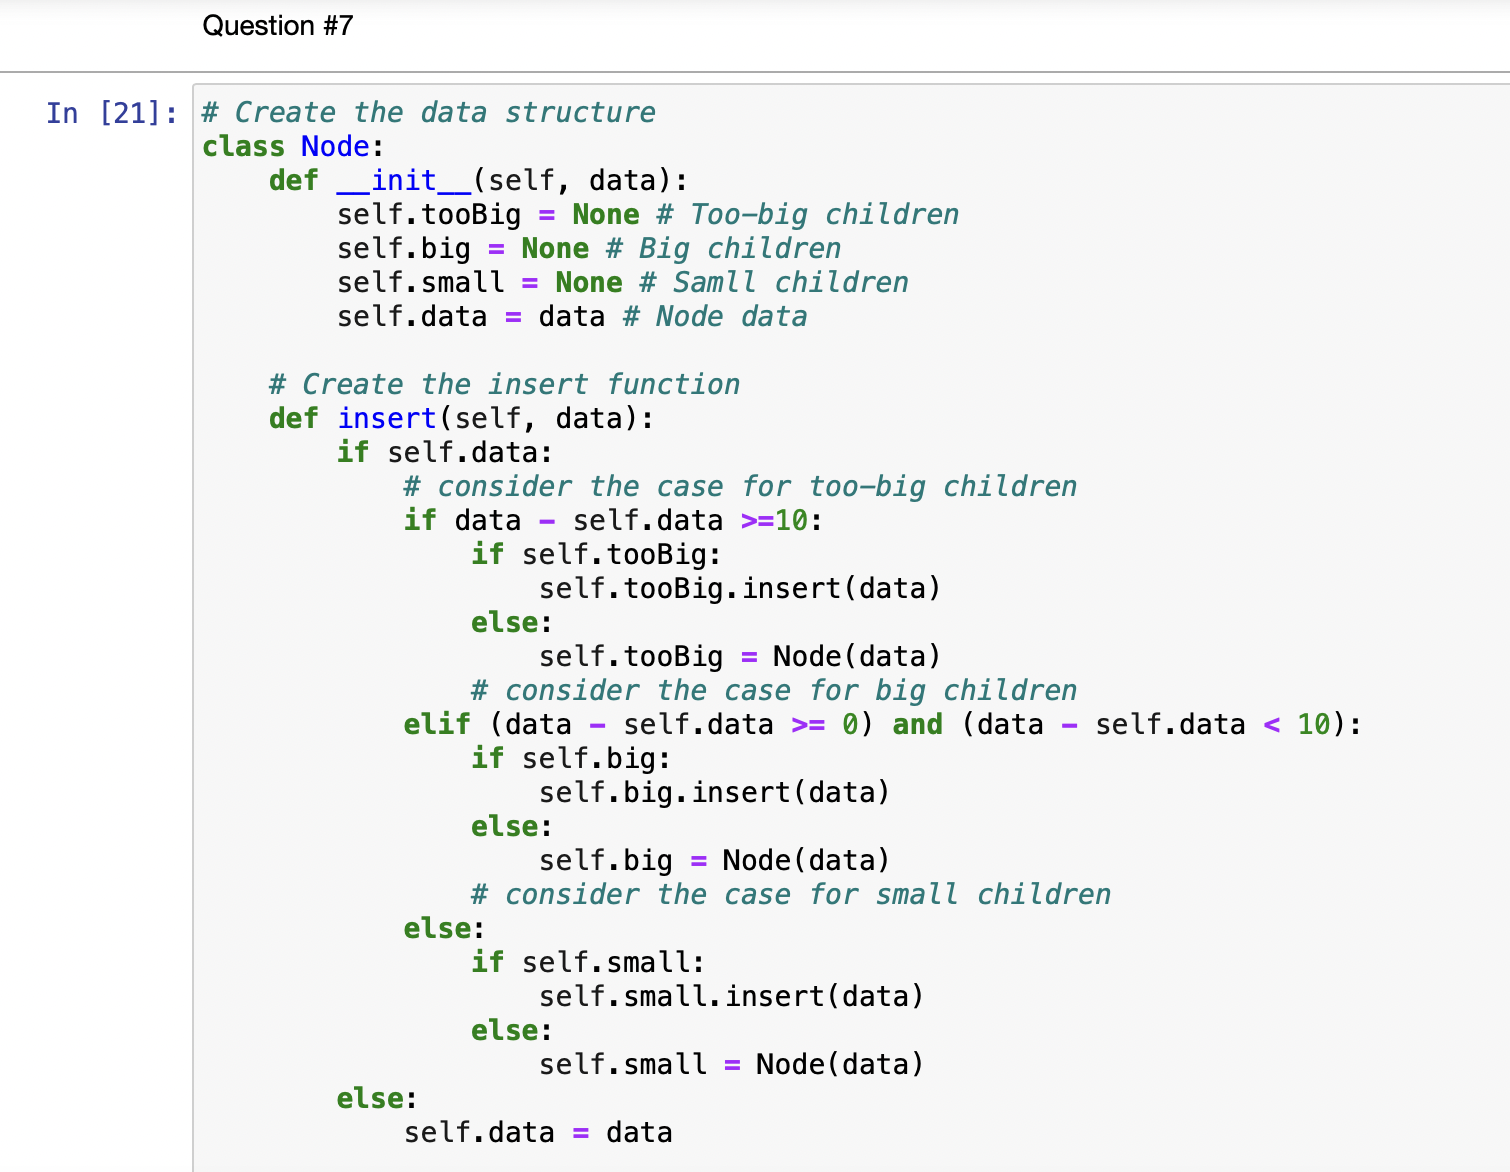 Question #7
In [21]:
# Create the data structure
class Node:
    def __init__(self, data):
        self.tooBig = None # Too-big children
        self.big = None # Big children
        self.small = None # Samll children
        self.data = data # Node data

    # Create the insert function
    def insert(self, data):
        if self.data:
            # consider the case for too-big children
            if data - self.data >=10:
                if self.tooBig:
                    self.tooBig.insert(data)
                else:
                    self.tooBig = Node(data)
                # consider the case for big children
            elif (data - self.data >= 0) and (data - self.data < 10):
                if self.big:
                    self.big.insert(data)
                else:
                    self.big = Node(data)
                # consider the case for small children
            else:
                if self.small:
                    self.small.insert(data)
                else:
                    self.small = Node(data)
        else:
            self.data = data